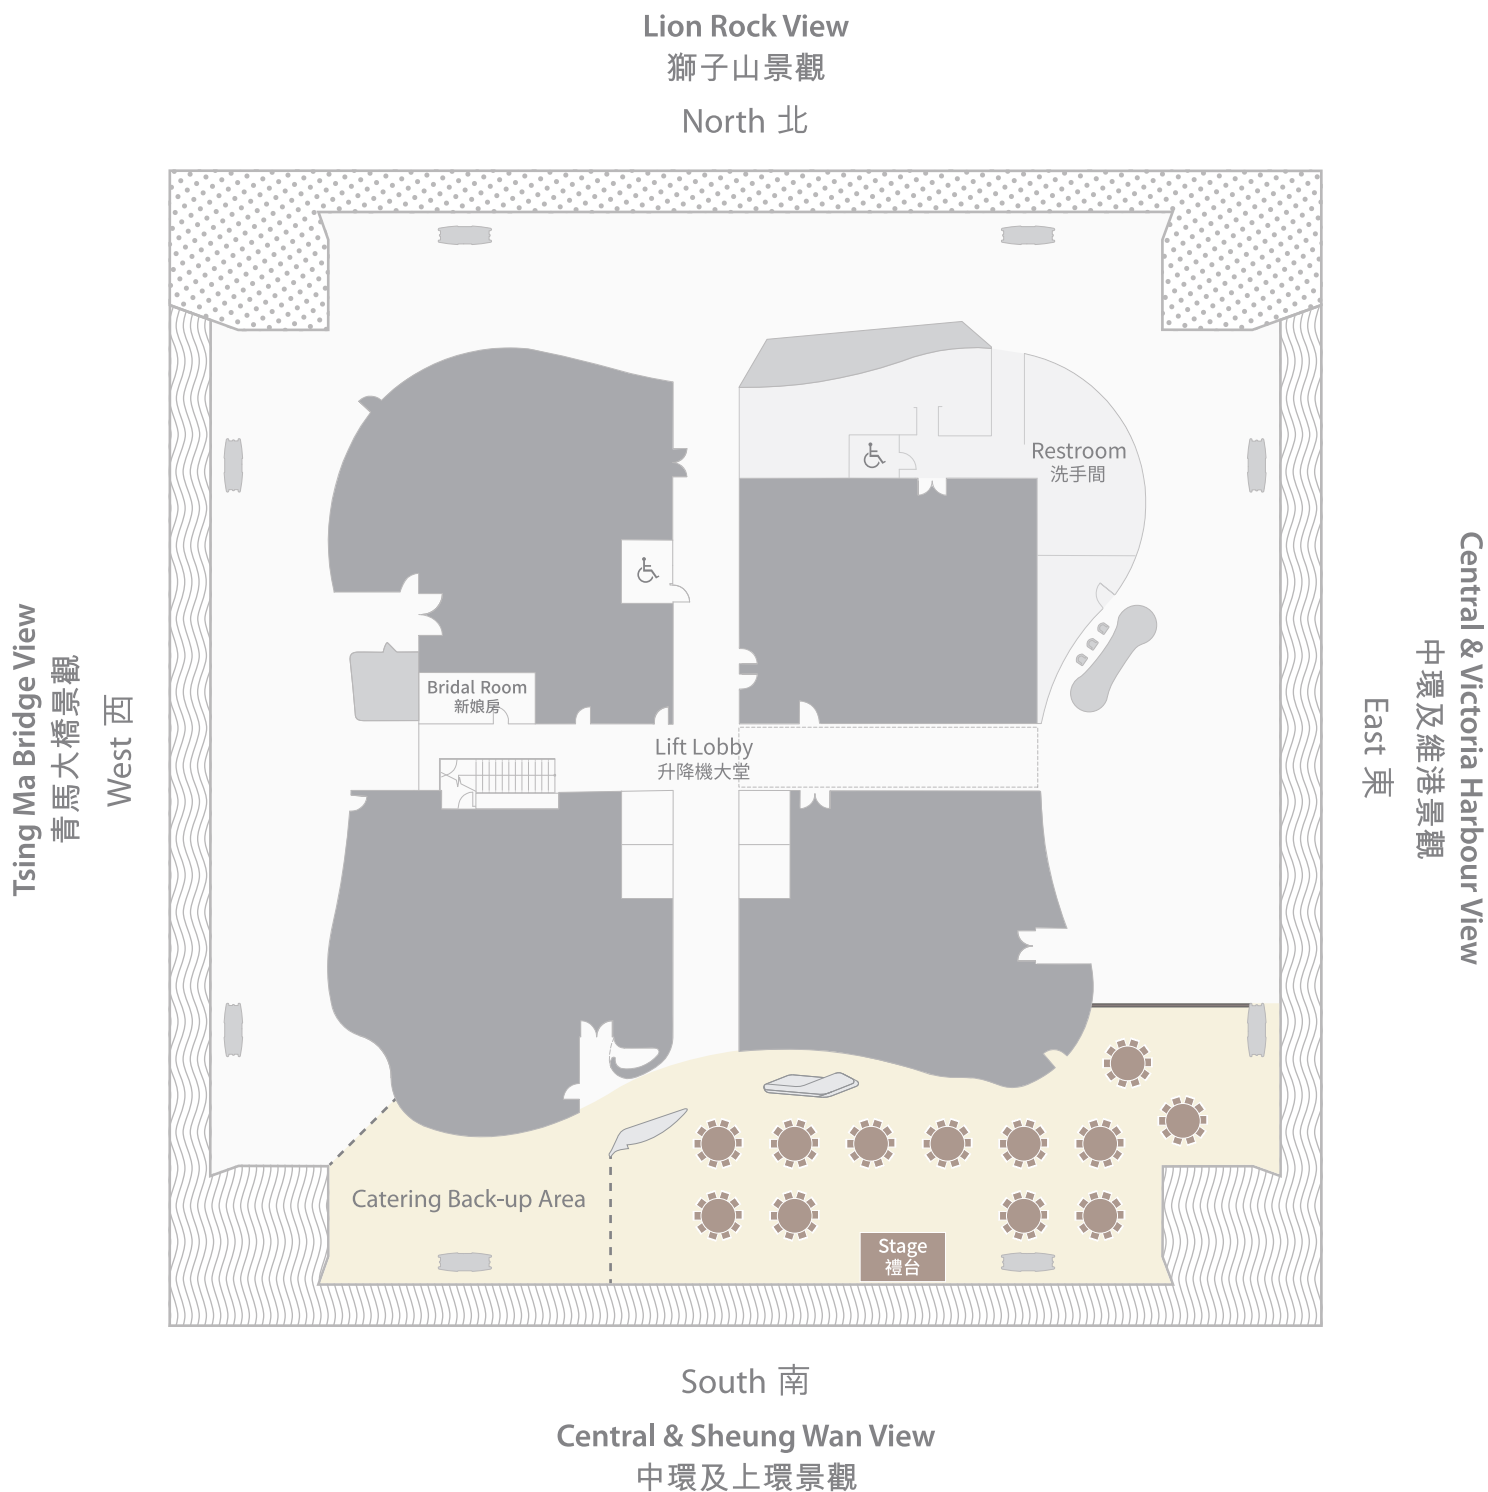 Lion Rock View
獅子山景觀
North 北
Restroom
洗手間
Bridal Room
新娘房
Lift Lobby
升降機大堂
Tsing Ma Bridge View
青馬大橋景觀
West 西
East 東
中環及維港景觀
Central & Victoria Harbour View
Catering Back-up Area
Stage
禮台
South 南
Central & Sheung Wan View
中環及上環景觀